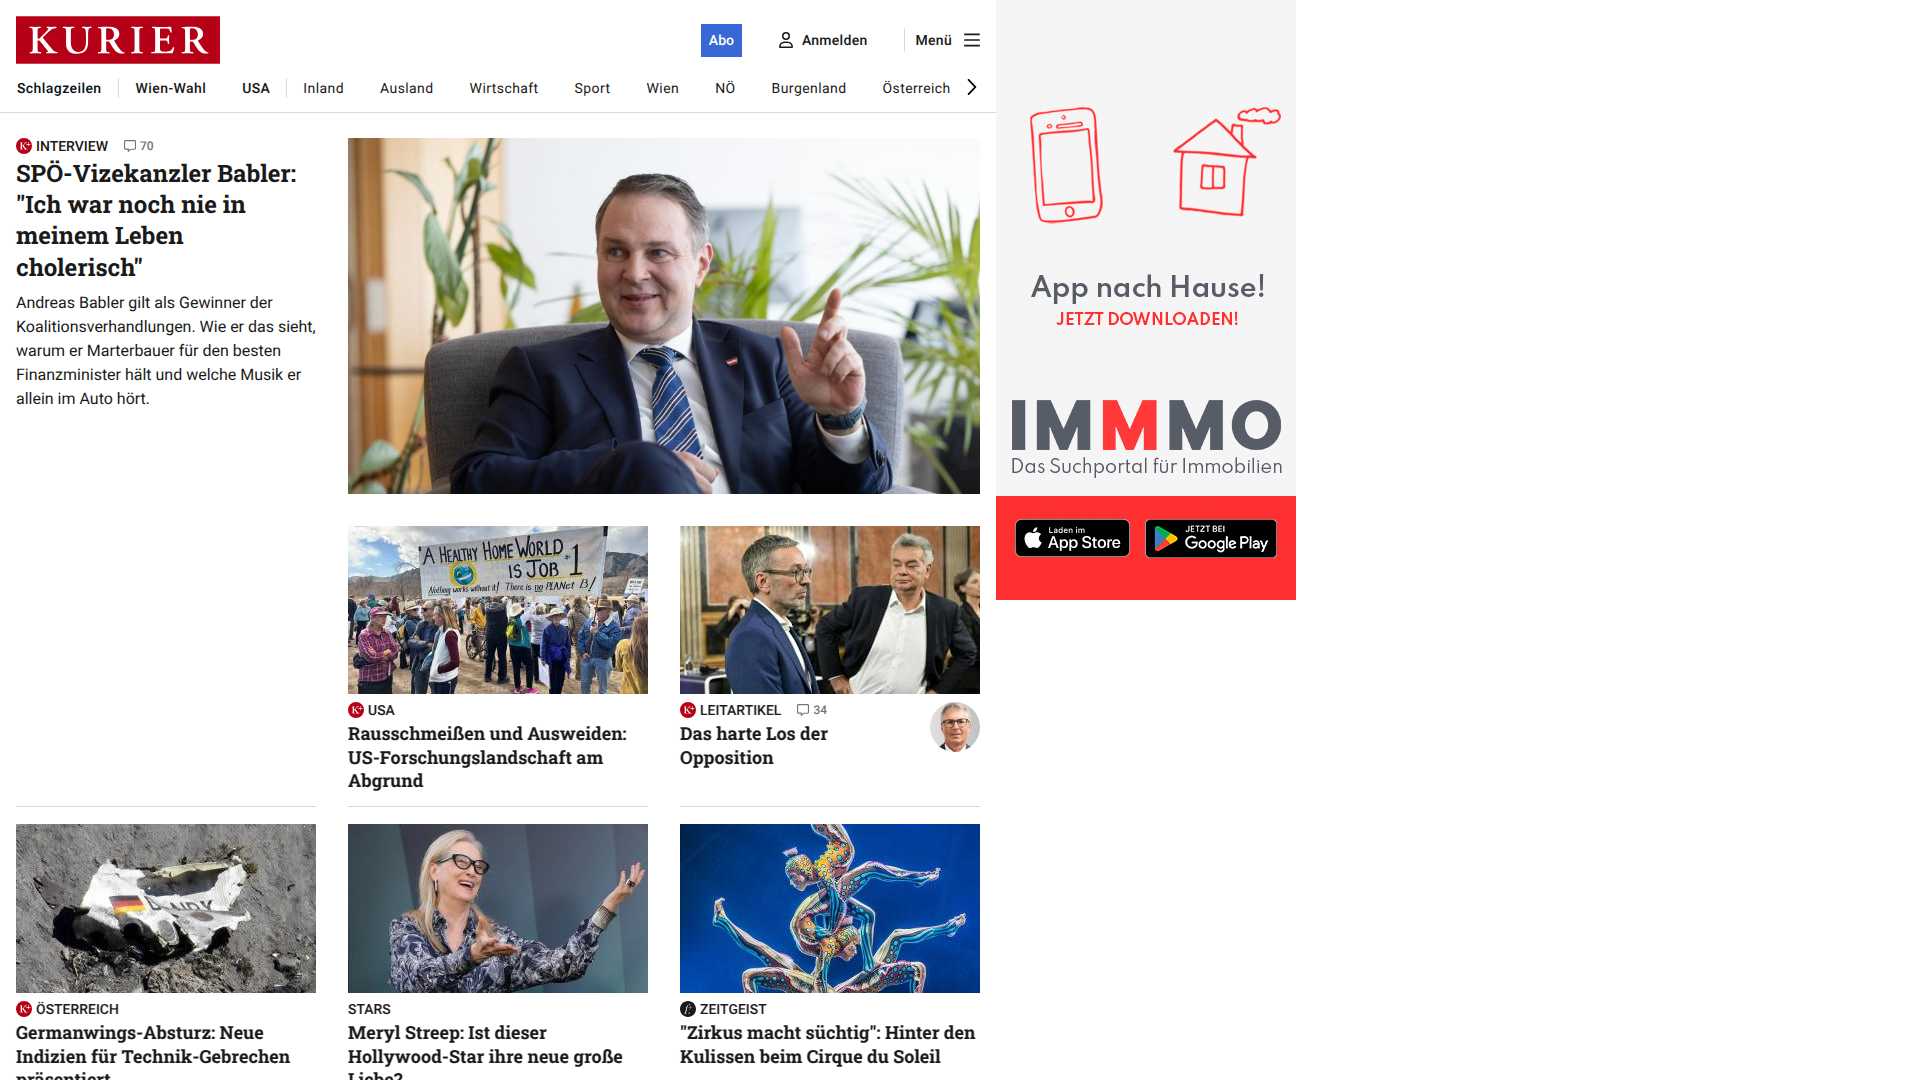 KURIER
Abo
Anmelden
Menü
Schlagzeilen
Wien-Wahl
USA
Inland
Ausland
Wirtschaft
Sport
Wien
NÖ
Burgenland
Österreich
K+ INTERVIEW 70
SPÖ-Vizekanzler Babler:
"Ich war noch nie in
meinem Leben
cholerisch"
Andreas Babler gilt als Gewinner der
Koalitionsverhandlungen. Wie er das sieht,
warum er Marterbauer für den besten
Finanzminister hält und welche Musik er
allein im Auto hört.
A HEALTHY HOME WORLD
IS JOB #1
Nothing works without it! There is no PLANet B!
K+ USA
Rausschmeißen und Ausweiden:
US-Forschungslandschaft am
Abgrund
K+ LEITARTIKEL 34
Das harte Los der
Opposition
K+ ÖSTERREICH
Germanwings-Absturz: Neue
Indizien für Technik-Gebrechen
präsentiert
STARS
Meryl Streep: Ist dieser
Hollywood-Star ihre neue große
Liebe?
ZEITGEIST
"Zirkus macht süchtig": Hinter den
Kulissen beim Cirque du Soleil
App nach Hause!
JETZT DOWNLOADEN!
IMMMO
Das Suchportal für Immobilien
Laden im
App Store
JETZT BEI
Google Play